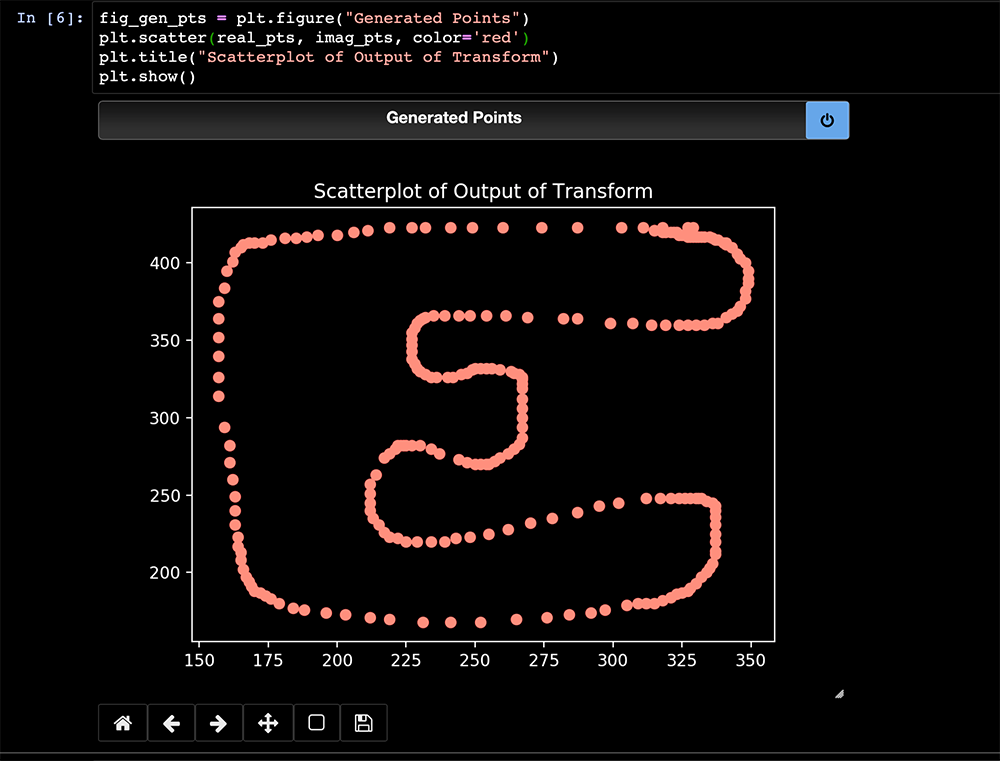 In [6]: fig_gen_pts = plt.figure("Generated Points")
plt.scatter(real_pts, imag_pts, color='red')
plt.title("Scatterplot of Output of Transform")
plt.show()
Generated Points
Scatterplot of Output of Transform
400
350
300
250
200
150 175 200 225 250 275 300 325 350